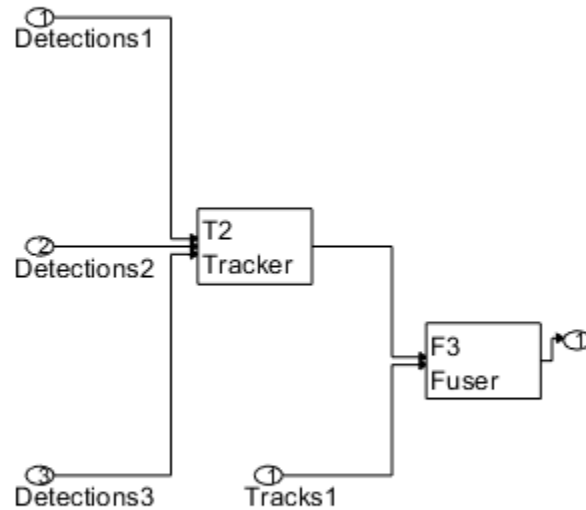 1
Detections1
T2
Tracker
2
Detections2
F3
Fuser
1
3
Detections3
1
Tracks1